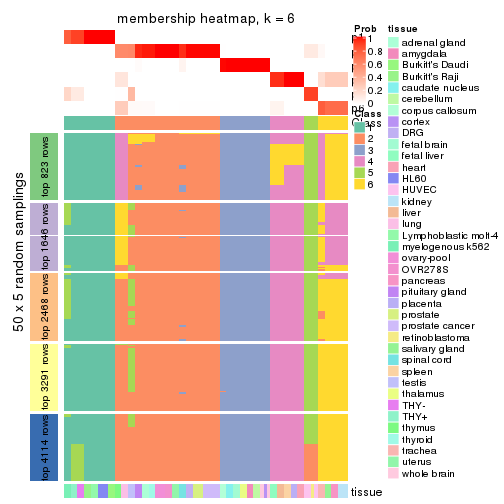 membership heatmap, k = 6
50 x 5 random samplings
top 823 rows
top 1646 rows
top 2468 rows
top 3291 rows
top 4114 rows
Prob
1
0.8
0.6
0.4
0.2
0
Class
1
2
3
4
5
6
tissue
adrenal gland
amygdala
Burkitt's Daudi
Burkitt's Raji
caudate nucleus
cerebellum
corpus callosum
cortex
DRG
fetal brain
fetal liver
heart
HL60
HUVEC
kidney
liver
lung
Lymphoblastic molt-4
myelogenous k562
ovary-pool
OVR278S
pancreas
pituitary gland
placenta
prostate
prostate cancer
retinoblastoma
salivary gland
spinal cord
spleen
testis
thalamus
THY-
THY+
thymus
thyroid
trachea
uterus
whole brain
tissue